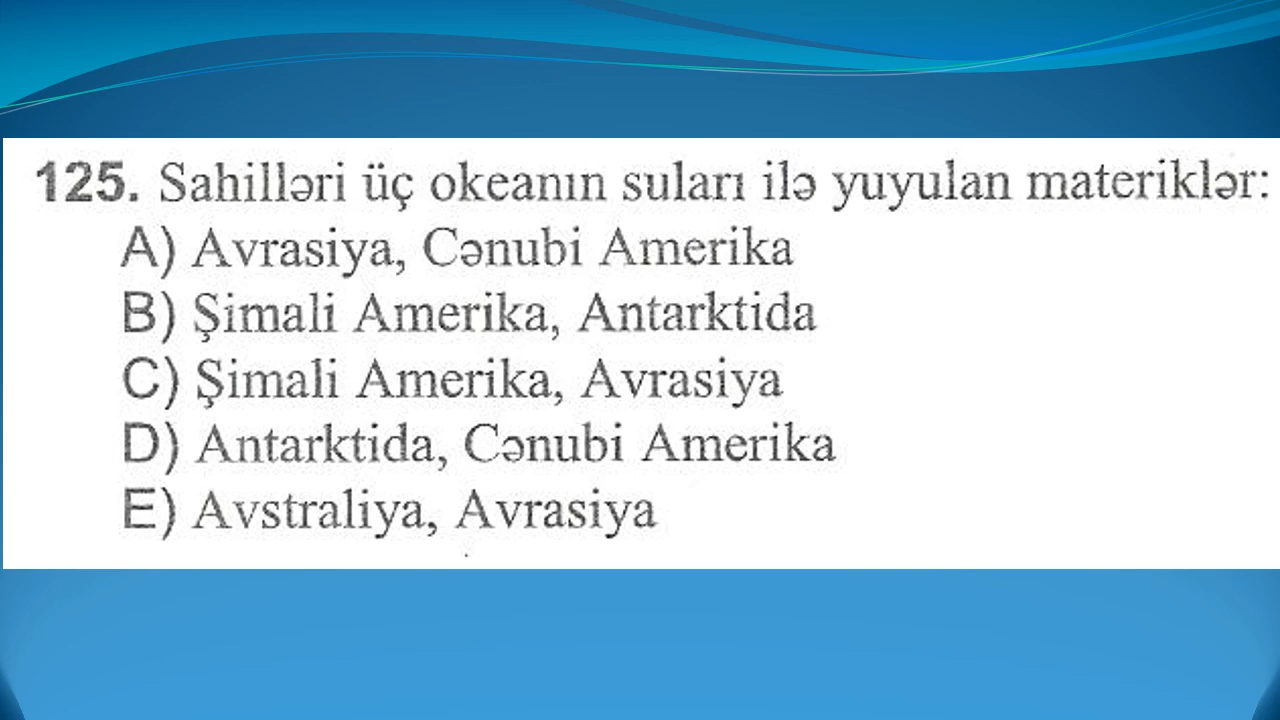 125. Sahilləri üç okeanın suları ilə yuyulan materiklər:
A) Avrasiya, Cənubi Amerika
B) Şimali Amerika, Antarktida
C) Şimali Amerika, Avrasiya
D) Antarktida, Cənubi Amerika
E) Avstraliya, Avrasiya